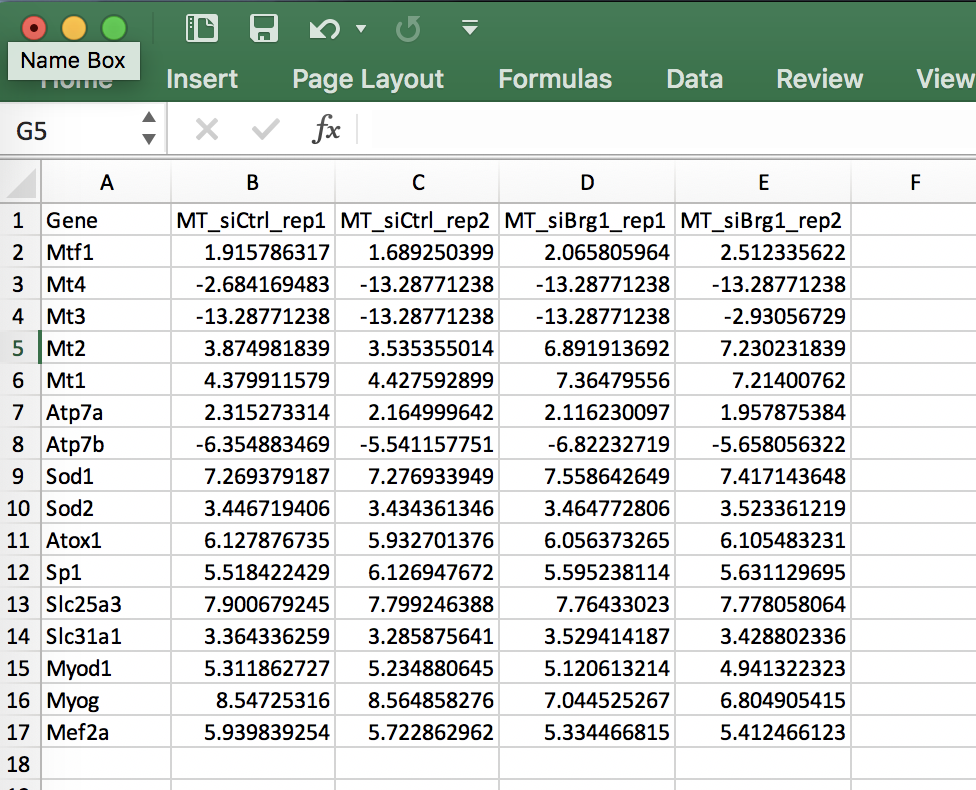 Name Box
Home Insert Page Layout Formulas Data Review View
G5 fx
A B C D E F
1 Gene MT_siCtrl_rep1 MT_siCtrl_rep2 MT_siBrg1_rep1 MT_siBrg1_rep2
2 Mtf1 1.915786317 1.689250399 2.065805964 2.512335622
3 Mt4 -2.684169483 -13.28771238 -13.28771238 -13.28771238
4 Mt3 -13.28771238 -13.28771238 -13.28771238 -2.93056729
5 Mt2 3.874981839 3.535355014 6.891913692 7.230231839
6 Mt1 4.379911579 4.427592899 7.36479556 7.21400762
7 Atp7a 2.315273314 2.164999642 2.116230097 1.957875384
8 Atp7b -6.354883469 -5.541157751 -6.82232719 -5.658056322
9 Sod1 7.269379187 7.276933949 7.558642649 7.417143648
10 Sod2 3.446719406 3.434361346 3.464772806 3.523361219
11 Atox1 6.127876735 5.932701376 6.056373265 6.105483231
12 Sp1 5.518422429 6.126947672 5.595238114 5.631129695
13 Slc25a3 7.900679245 7.799246388 7.76433023 7.778058064
14 Slc31a1 3.364336259 3.285875641 3.529414187 3.428802336
15 Myod1 5.311862727 5.234880645 5.120613214 4.941322323
16 Myog 8.54725316 8.564858276 7.044525267 6.804905415
17 Mef2a 5.939839254 5.722862962 5.334466815 5.412466123
18